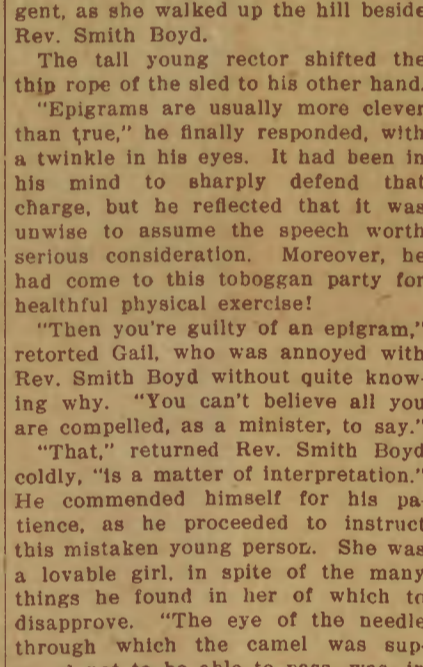 gent, as she walked up the hill beside
Rev. Smith Boyd.
The tall young rector shifted the
thin rope of the sled to his other hand.
"Epigrams are usually more clever
than true," he finally responded, with
a twinkle in his eyes. It had been in
his mind to sharply defend that
charge, but he reflected that it was
unwise to assume the speech worth
serious consideration. Moreover, he
had come to this toboggan party for
healthful physical exercise!
"Then you're guilty of an epigram,"
retorted Gail, who was annoyed with
Rev. Smith Boyd without quite know-
ing why. "You can't believe all you
are compelled, as a minister, to say."
"That," returned Rev. Smith Boyd
coldly, "is a matter of interpretation."
He commended himself for his pa-
tience, as he proceeded to instruct
this mistaken young person. She was
a lovable girl, in spite of the many
things he found in her of which to
disapprove. "The eye of the needle
through which the camel was sup-
not to be able to pass, was in